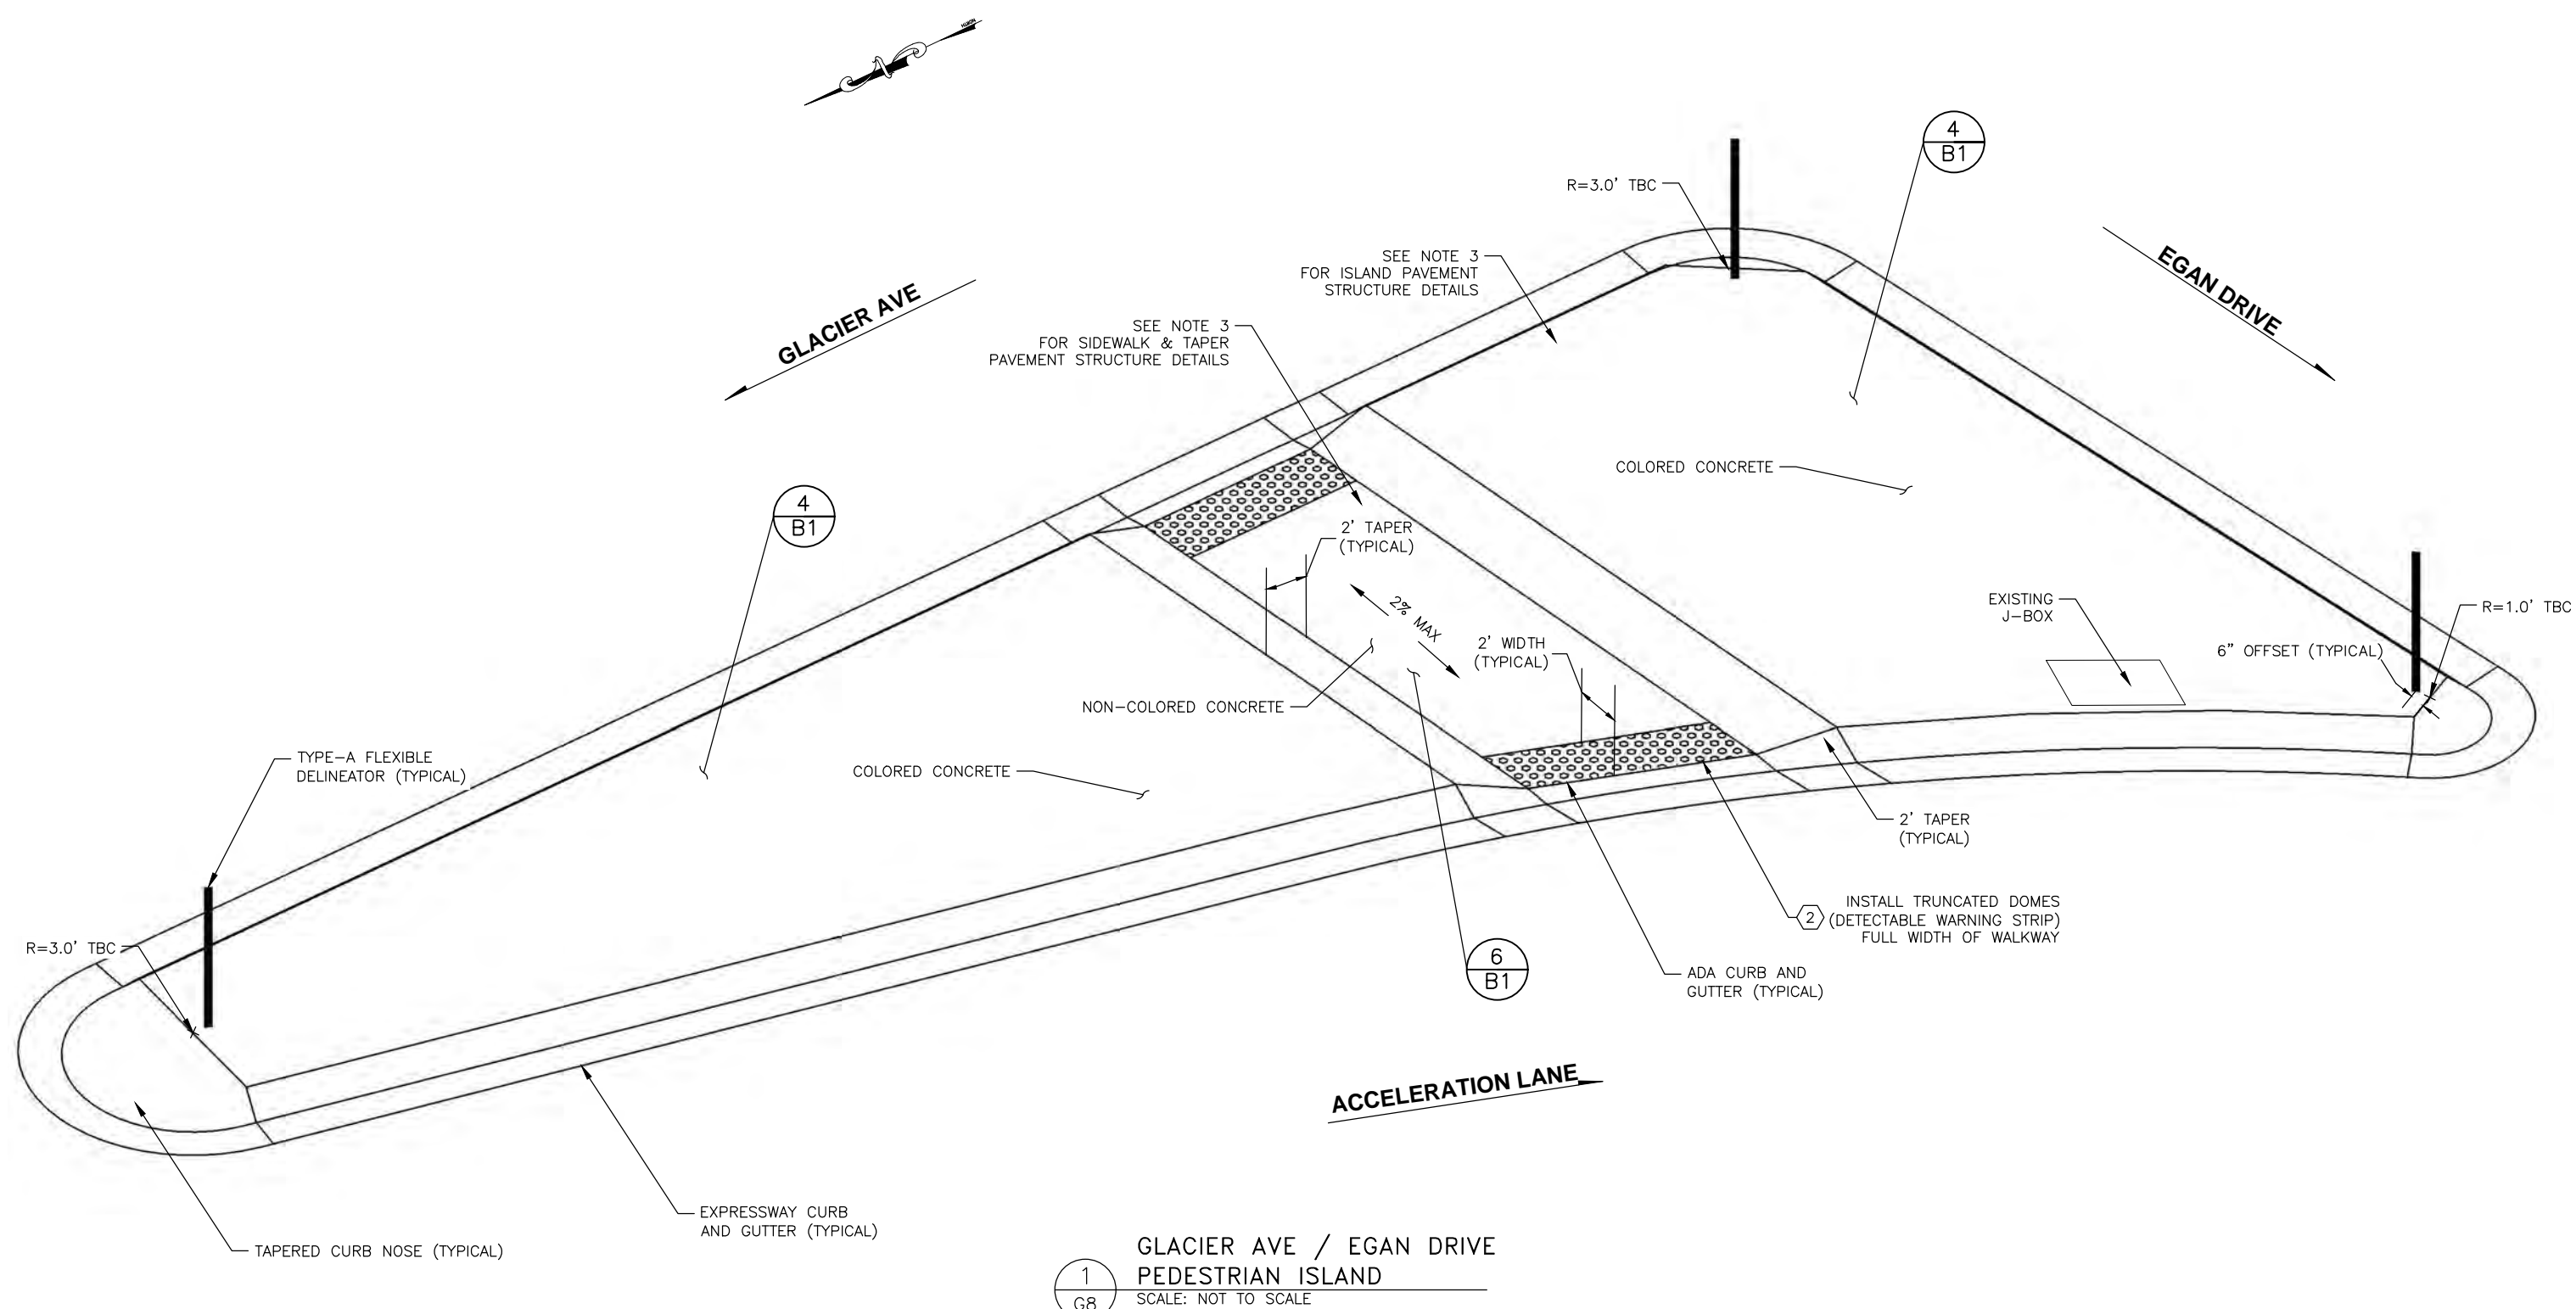 NORTH
4
B1
R=3.0' TBC
SEE NOTE 3
FOR ISLAND PAVEMENT
STRUCTURE DETAILS
EGAN DRIVE
GLACIER AVE
SEE NOTE 3
FOR SIDEWALK & TAPER
PAVEMENT STRUCTURE DETAILS
COLORED CONCRETE
4
B1
2' TAPER
(TYPICAL)
2% MAX
EXISTING
J-BOX
R=1.0' TBC
2' WIDTH
(TYPICAL)
6" OFFSET (TYPICAL)
NON-COLORED CONCRETE
TYPE-A FLEXIBLE
DELINEATOR (TYPICAL)
COLORED CONCRETE
2' TAPER
(TYPICAL)
2
INSTALL TRUNCATED DOMES
(DETECTABLE WARNING STRIP)
FULL WIDTH OF WALKWAY
R=3.0' TBC
6
B1
ADA CURB AND
GUTTER (TYPICAL)
ACCELERATION LANE
EXPRESSWAY CURB
AND GUTTER (TYPICAL)
TAPERED CURB NOSE (TYPICAL)
1
G8
GLACIER AVE / EGAN DRIVE
PEDESTRIAN ISLAND
SCALE: NOT TO SCALE